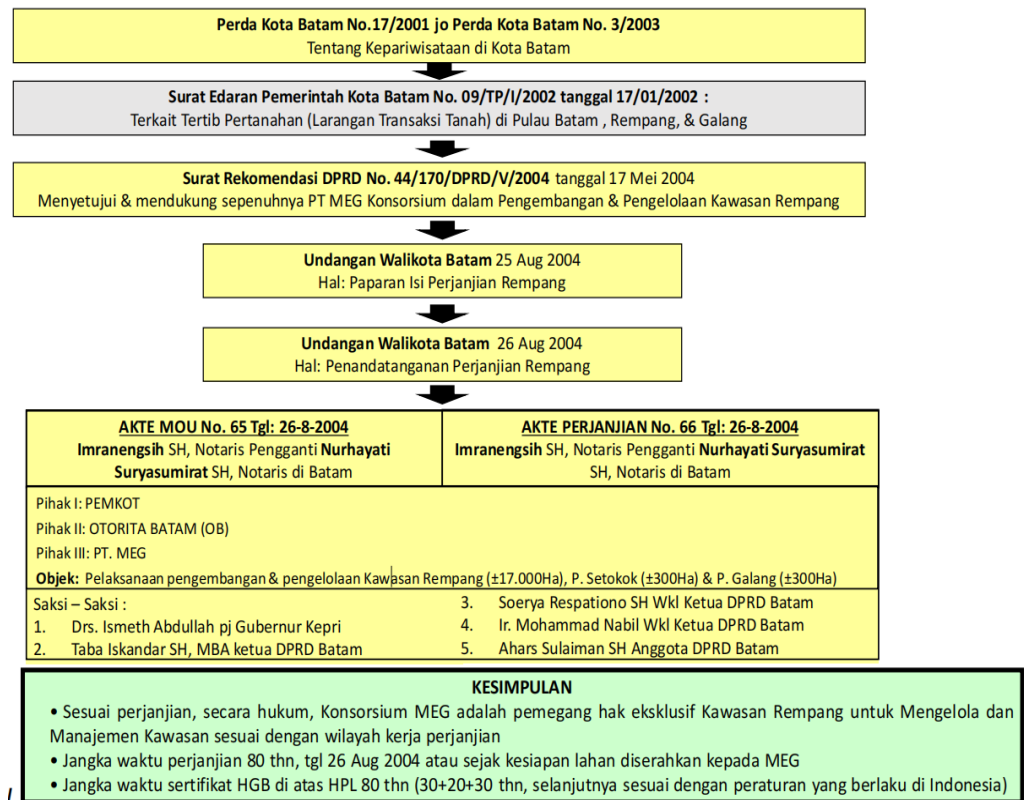 Perda Kota Batam No.17/2001 jo Perda Kota Batam No. 3/2003
Tentang Kepariwisataan di Kota Batam
Surat Edaran Pemerintah Kota Batam No. 09/TP/I/2002 tanggal 17/01/2002 :
Terkait Tertib Pertanahan (Larangan Transaksi Tanah) di Pulau Batam , Rempang, & Galang
Surat Rekomendasi DPRD No. 44/170/DPRD/V/2004 tanggal 17 Mei 2004
Menyetujui & mendukung sepenuhnya PT MEG Konsorsium dalam Pengembangan & Pengelolaan Kawasan Rempang
Undangan Walikota Batam 25 Aug 2004
Hal: Paparan Isi Perjanjian Rempang
Undangan Walikota Batam 26 Aug 2004
Hal: Penandatanganan Perjanjian Rempang
AKTE MOU No. 65 Tgl: 26-8-2004
Imranengsih SH, Notaris Pengganti Nurhayati
Suryasumirat SH, Notaris di Batam
AKTE PERJANJIAN No. 66 Tgl: 26-8-2004
Imranengsih SH, Notaris Pengganti Nurhayati Suryasumirat
SH, Notaris di Batam
Pihak I: PEMKOT
Pihak II: OTORITA BATAM (OB)
Pihak III: PT. MEG
Objek: Pelaksanaan pengembangan & pengelolaan Kawasan Rempang (±17.000Ha), P. Setokok (±300Ha) & P. Galang (±300Ha)
Saksi – Saksi :
1. Drs. Ismeth Abdullah pj Gubernur Kepri
2. Taba Iskandar SH, MBA ketua DPRD Batam
3. Soerya Respationo SH Wkl Ketua DPRD Batam
4. Ir. Mohammad Nabil Wkl Ketua DPRD Batam
5. Ahars Sulaiman SH Anggota DPRD Batam
KESIMPULAN
• Sesuai perjanjian, secara hukum, Konsorsium MEG adalah pemegang hak eksklusif Kawasan Rempang untuk Mengelola dan
Manajemen Kawasan sesuai dengan wilayah kerja perjanjian
• Jangka waktu perjanjian 80 thn, tgl 26 Aug 2004 atau sejak kesiapan lahan diserahkan kepada MEG
• Jangka waktu sertifikat HGB di atas HPL 80 thn (30+20+30 thn, selanjutnya sesuai dengan peraturan yang berlaku di Indonesia)